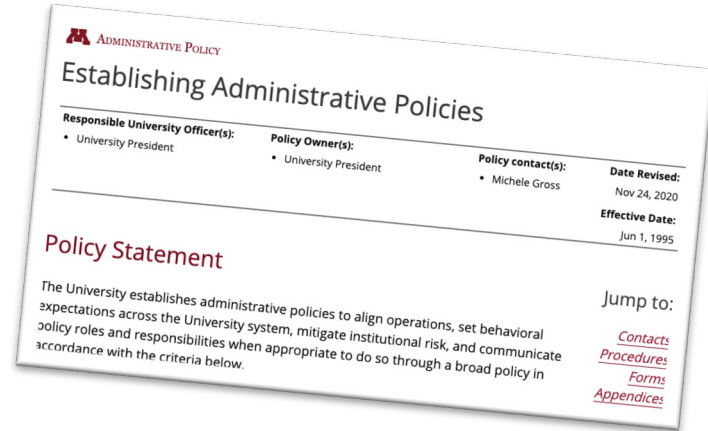 ADMINISTRATIVE POLICY
Establishing Administrative Policies
Responsible University Officer(s):
• University President
Policy Owner(s):
• University President
Policy contact(s):
• Michele Gross
Date Revised:
Nov 24, 2020
Effective Date:
Jun 1, 1995
Policy Statement
The University establishes administrative policies to align operations, set behavioral
expectations across the University system, mitigate institutional risk, and communicate
policy roles and responsibilities when appropriate to do so through a broad policy in
accordance with the criteria below.
Jump to:
Contacts
Procedures
Forms
Appendices